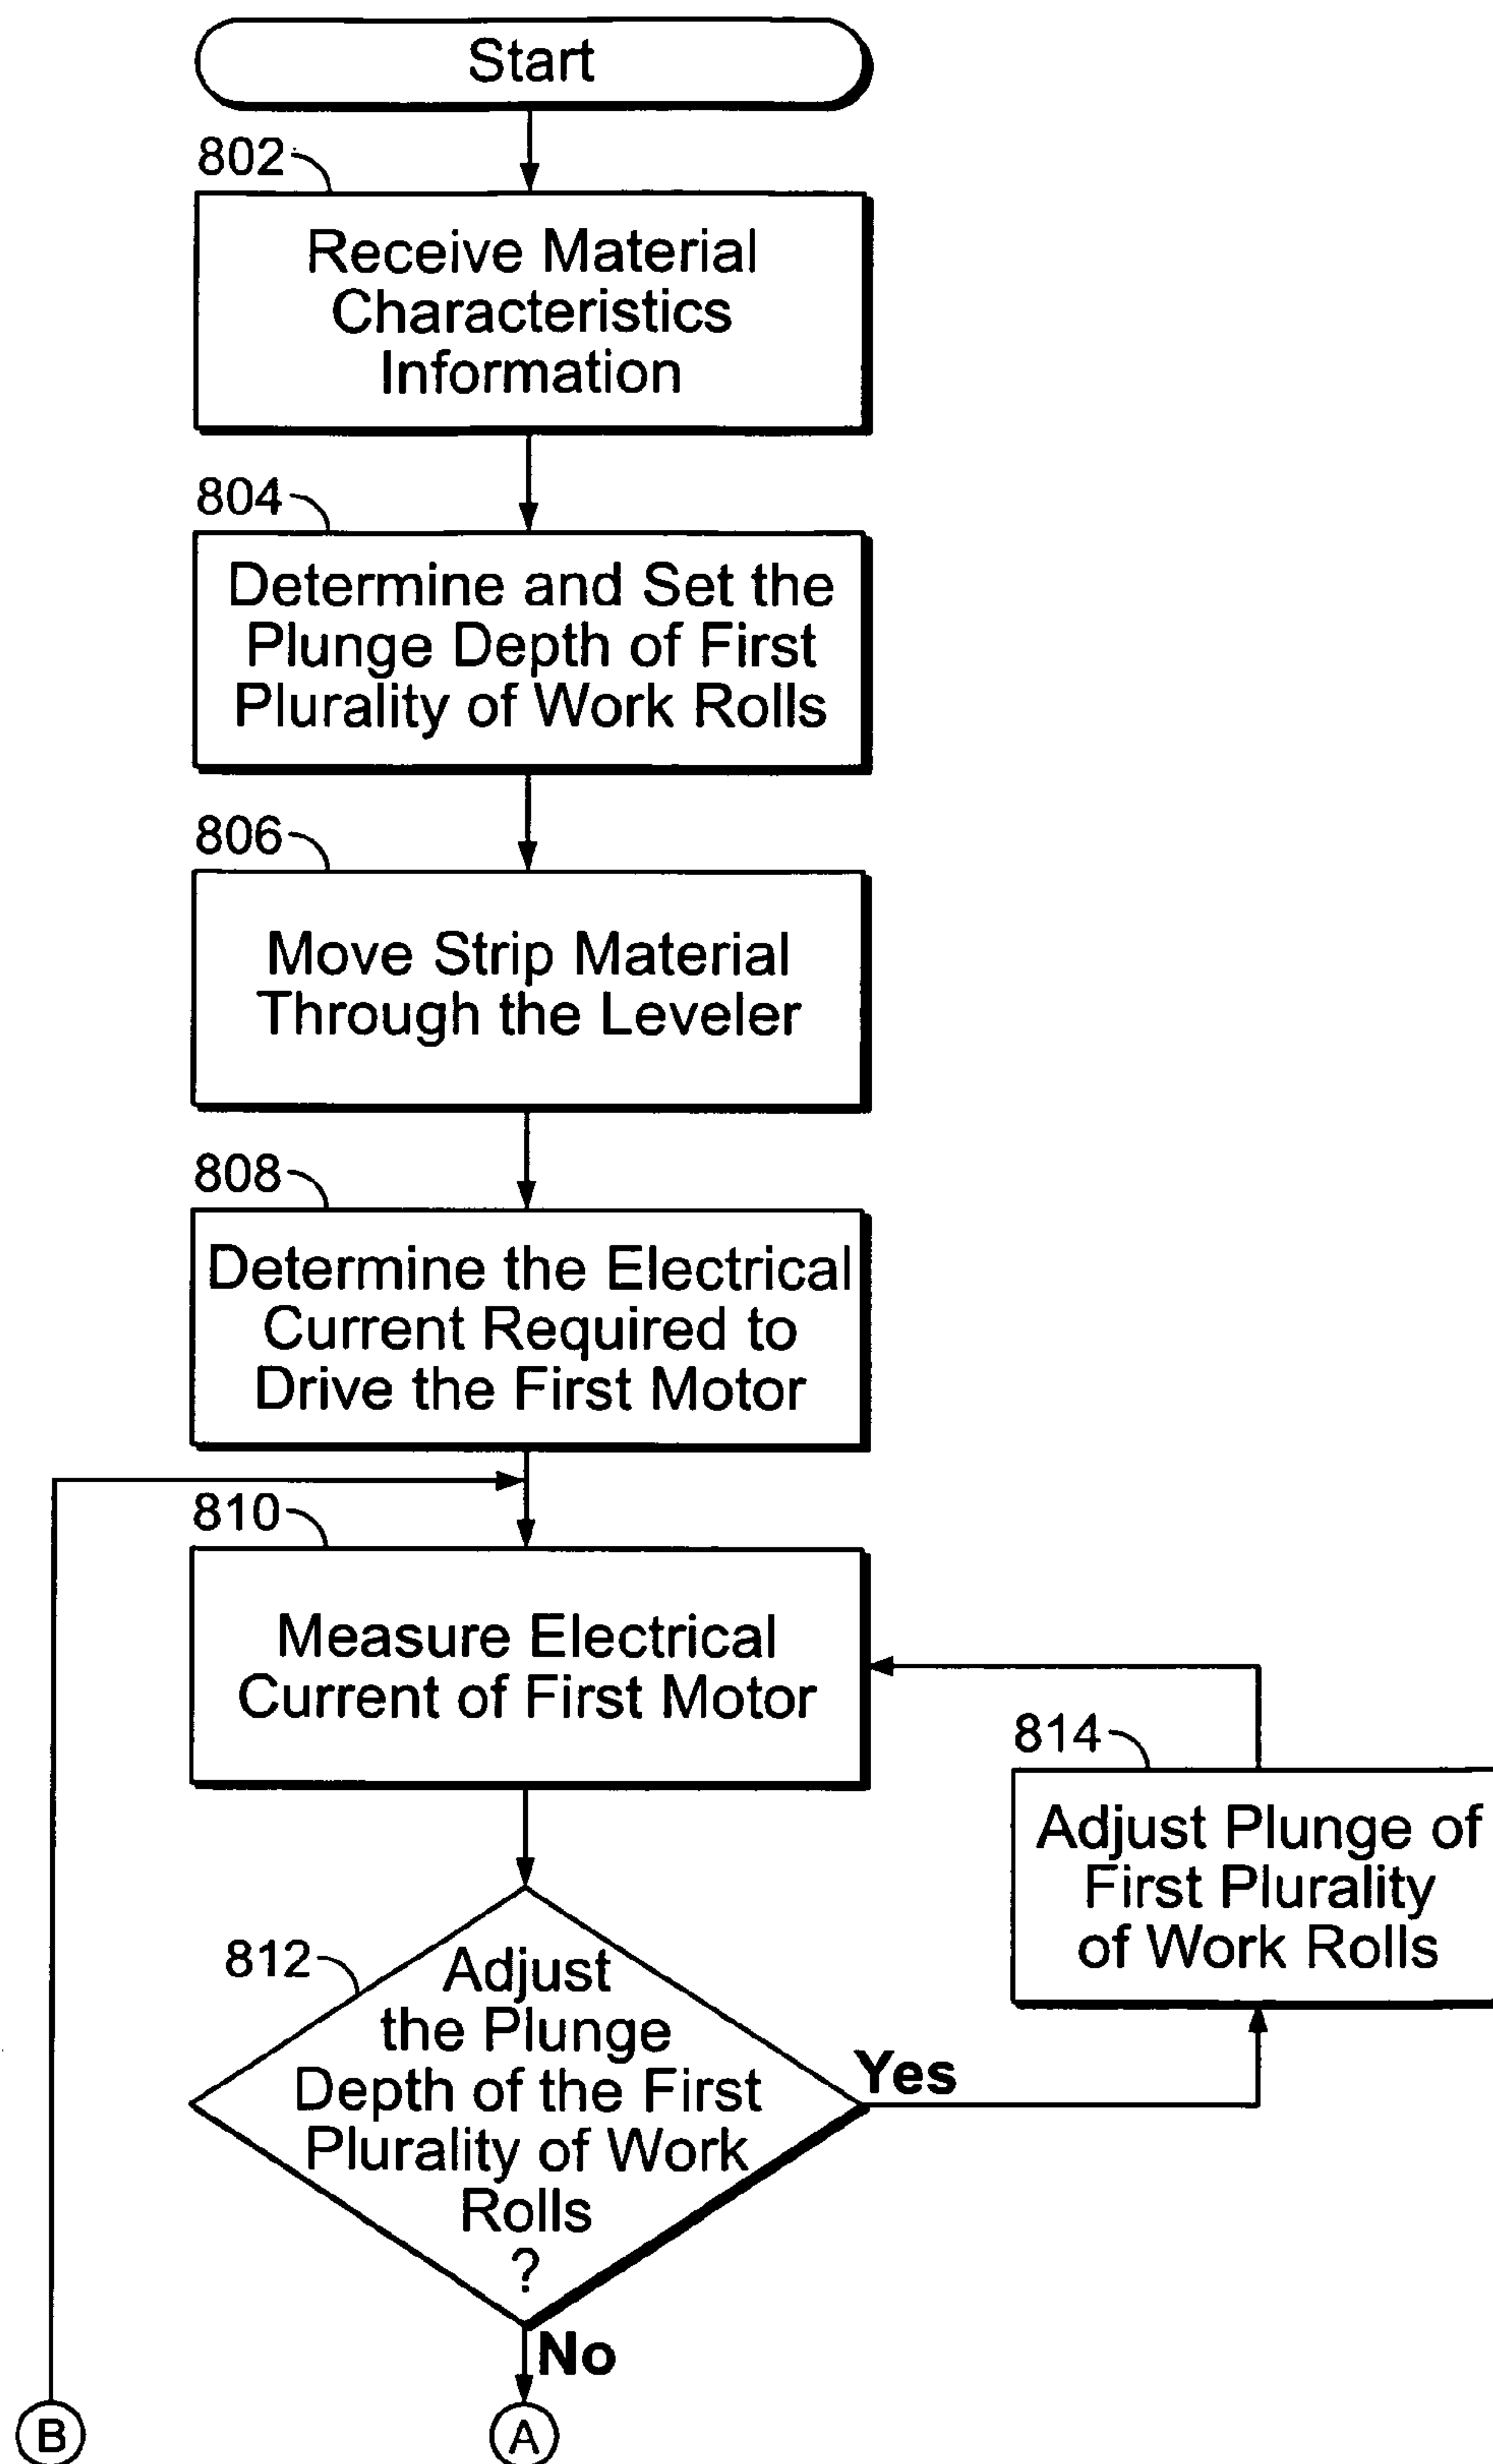 Start
802
Receive Material
Characteristics
Information
804
Determine and Set the
Plunge Depth of First
Plurality of Work Rolls
806
Move Strip Material
Through the Leveler
808
Determine the Electrical
Current Required to
Drive the First Motor
810
Measure Electrical
Current of First Motor
814
Adjust Plunge of
First Plurality
of Work Rolls
812
Adjust
the Plunge
Depth of the First
Plurality of Work
Rolls
?
Yes
No
B
A